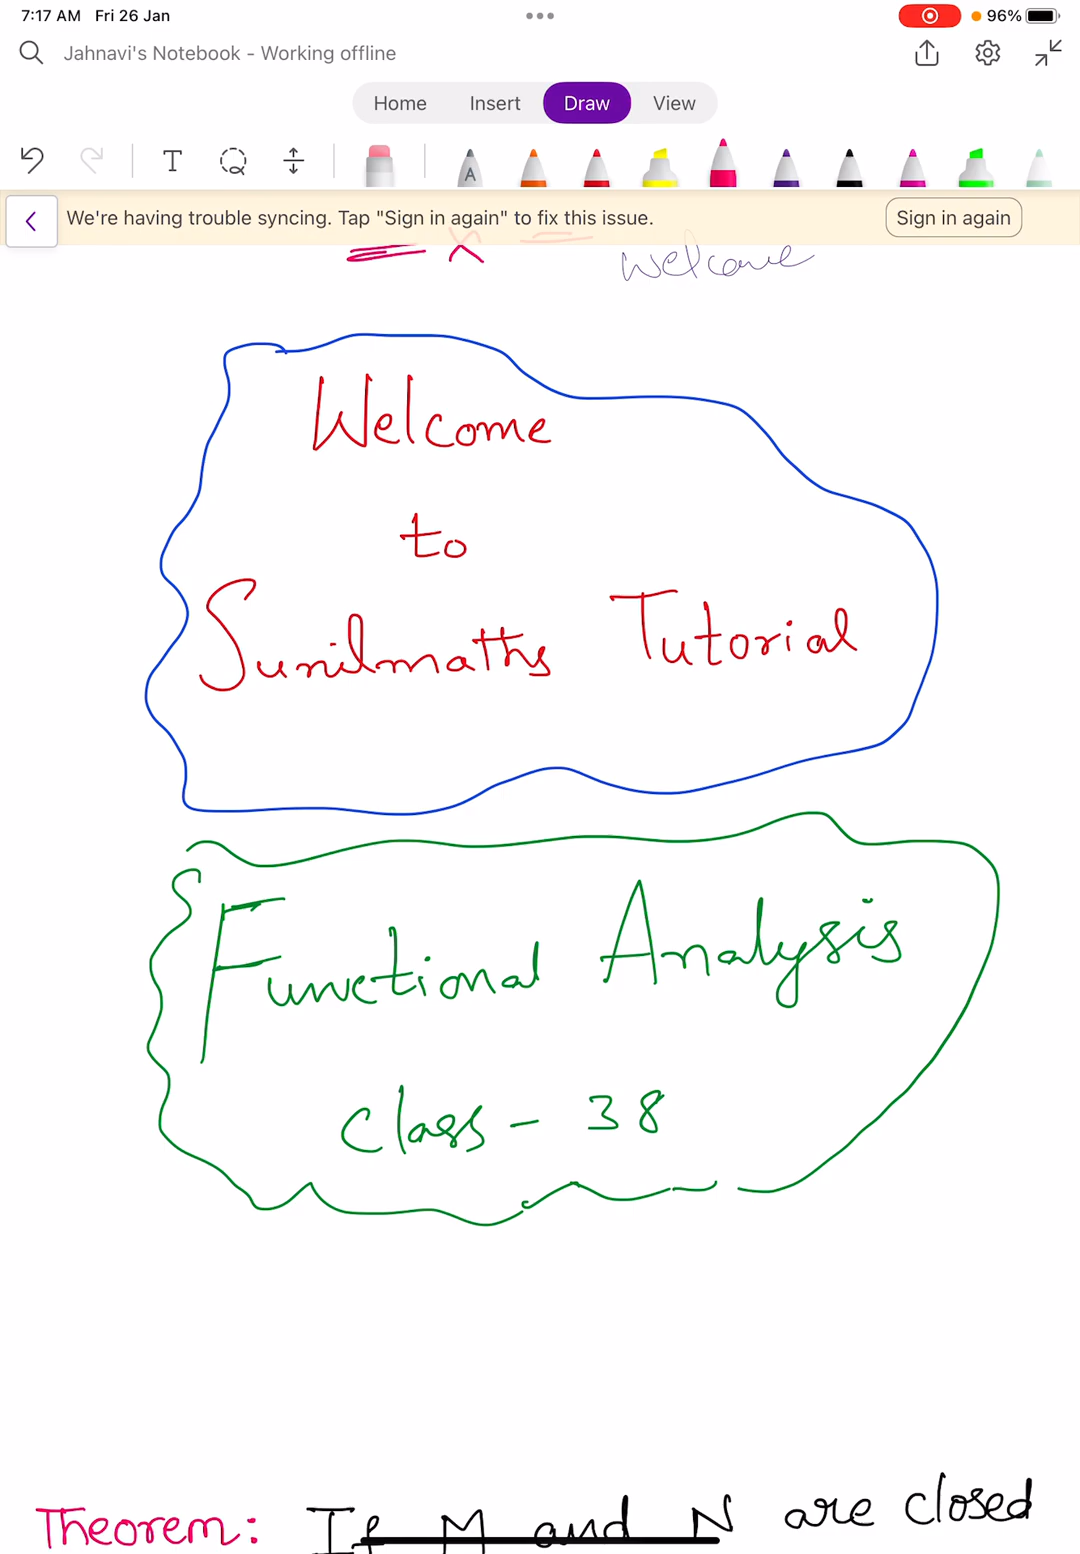 7:17 AM Fri 26 Jan
96%
Jahnavi's Notebook - Working offline
Home Insert Draw View
T
A
We're having trouble syncing. Tap "Sign in again" to fix this issue.
Sign in again
Welcome
Welcome
to
Sunilmaths Tutorial
Functional Analysis
Class - 38
Theorem: If M and N are closed